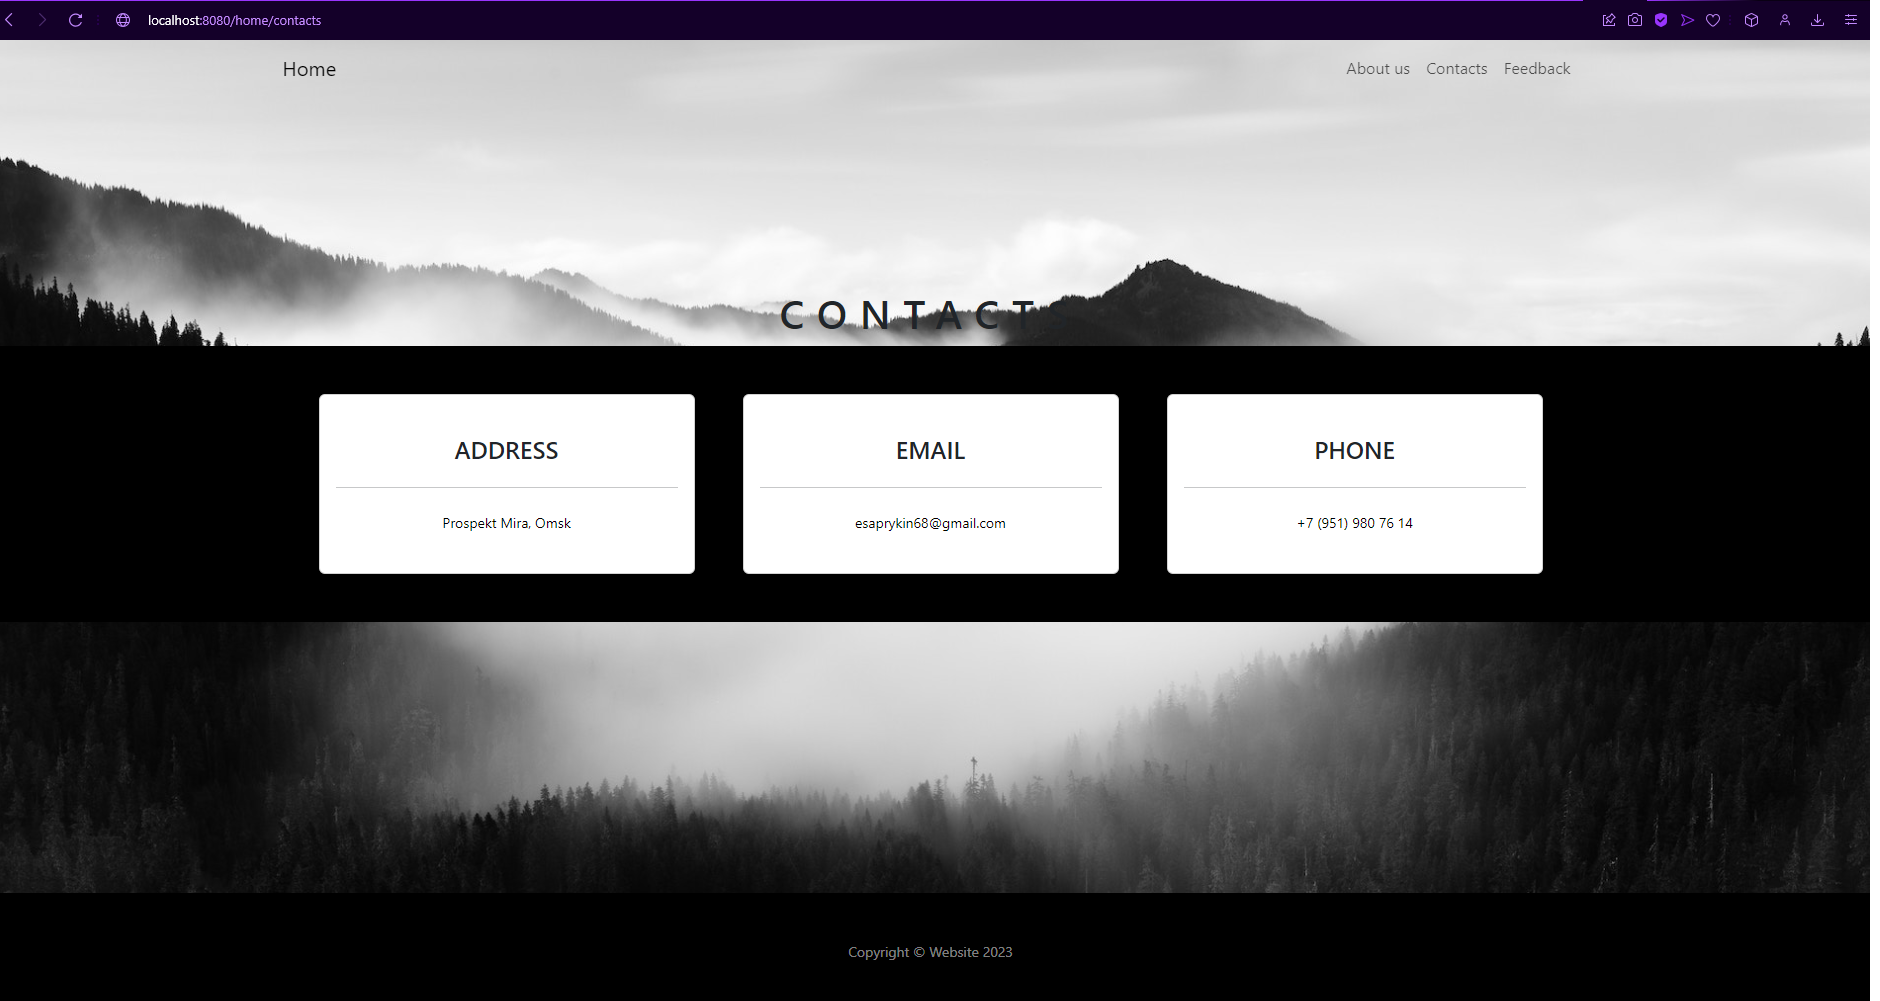 localhost:8080/home/contacts
Home About us Contacts Feedback
CONTACTS
ADDRESS EMAIL PHONE
Prospekt Mira, Omsk esaprykin68@gmail.com +7 (951) 980 76 14
Copyright © Website 2023